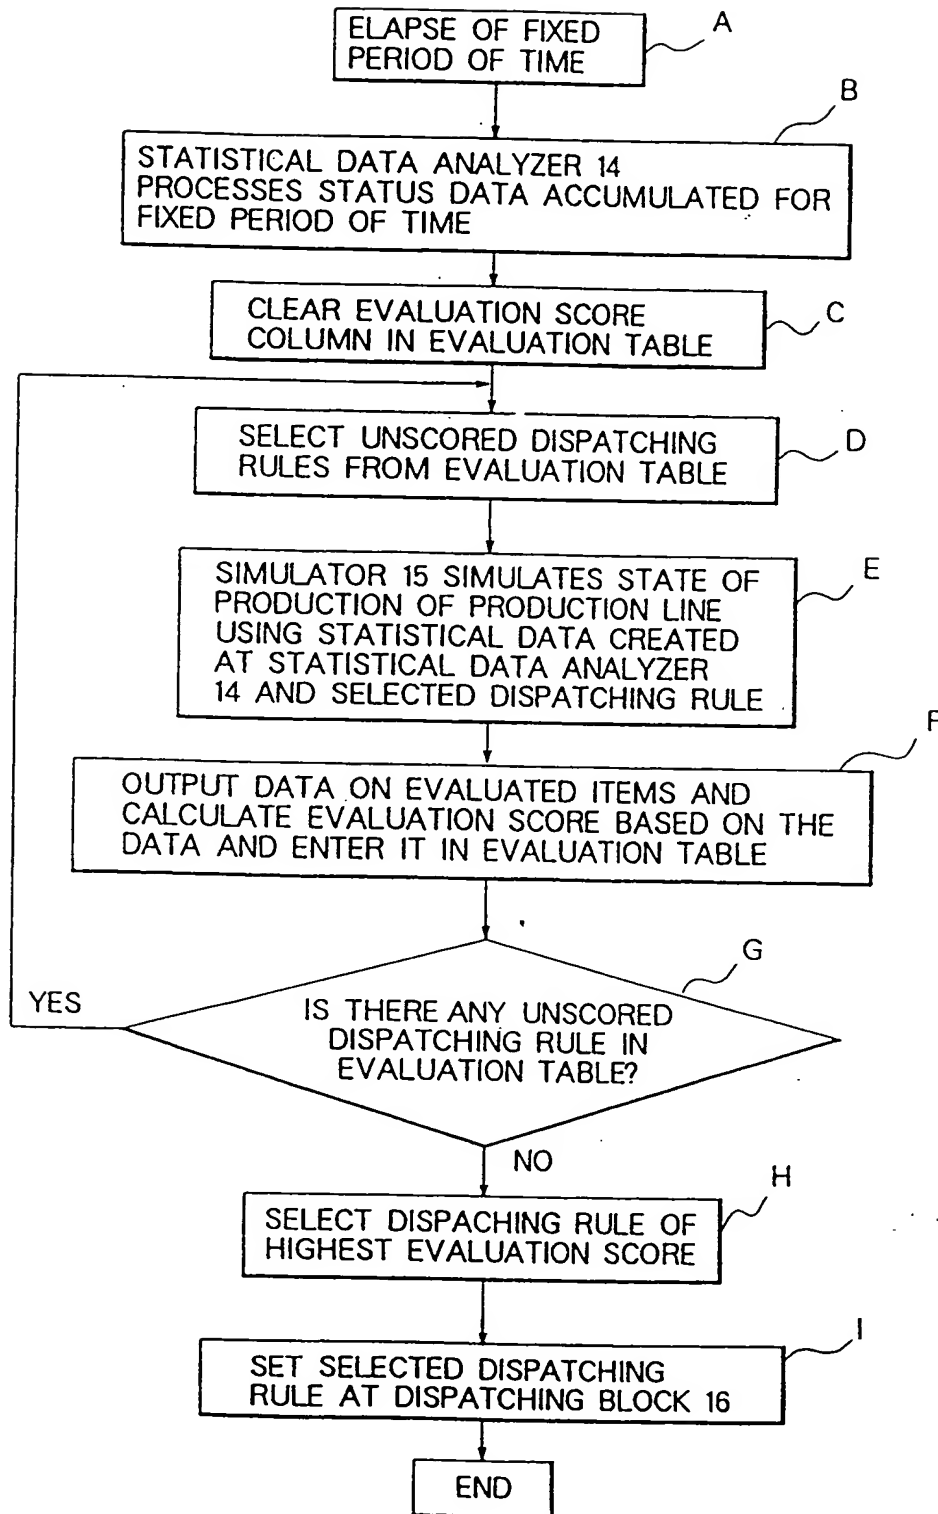 ELAPSE OF FIXED
PERIOD OF TIME
A
B
STATISTICAL DATA ANALYZER 14
PROCESSES STATUS DATA ACCUMULATED FOR
FIXED PERIOD OF TIME
CLEAR EVALUATION SCORE
COLUMN IN EVALUATION TABLE
C
SELECT UNSCORED DISPATCHING
RULES FROM EVALUATION TABLE
D
SIMULATOR 15 SIMULATES STATE OF
PRODUCTION OF PRODUCTION LINE
USING STATISTICAL DATA CREATED
AT STATISTICAL DATA ANALYZER
14 AND SELECTED DISPATCHING RULE
E
F
OUTPUT DATA ON EVALUATED ITEMS AND
CALCULATE EVALUATION SCORE BASED ON THE
DATA AND ENTER IT IN EVALUATION TABLE
G
YES
IS THERE ANY UNSCORED
DISPATCHING RULE IN
EVALUATION TABLE?
NO
H
SELECT DISPACHING RULE OF
HIGHEST EVALUATION SCORE
I
SET SELECTED DISPATCHING
RULE AT DISPATCHING BLOCK 16
END